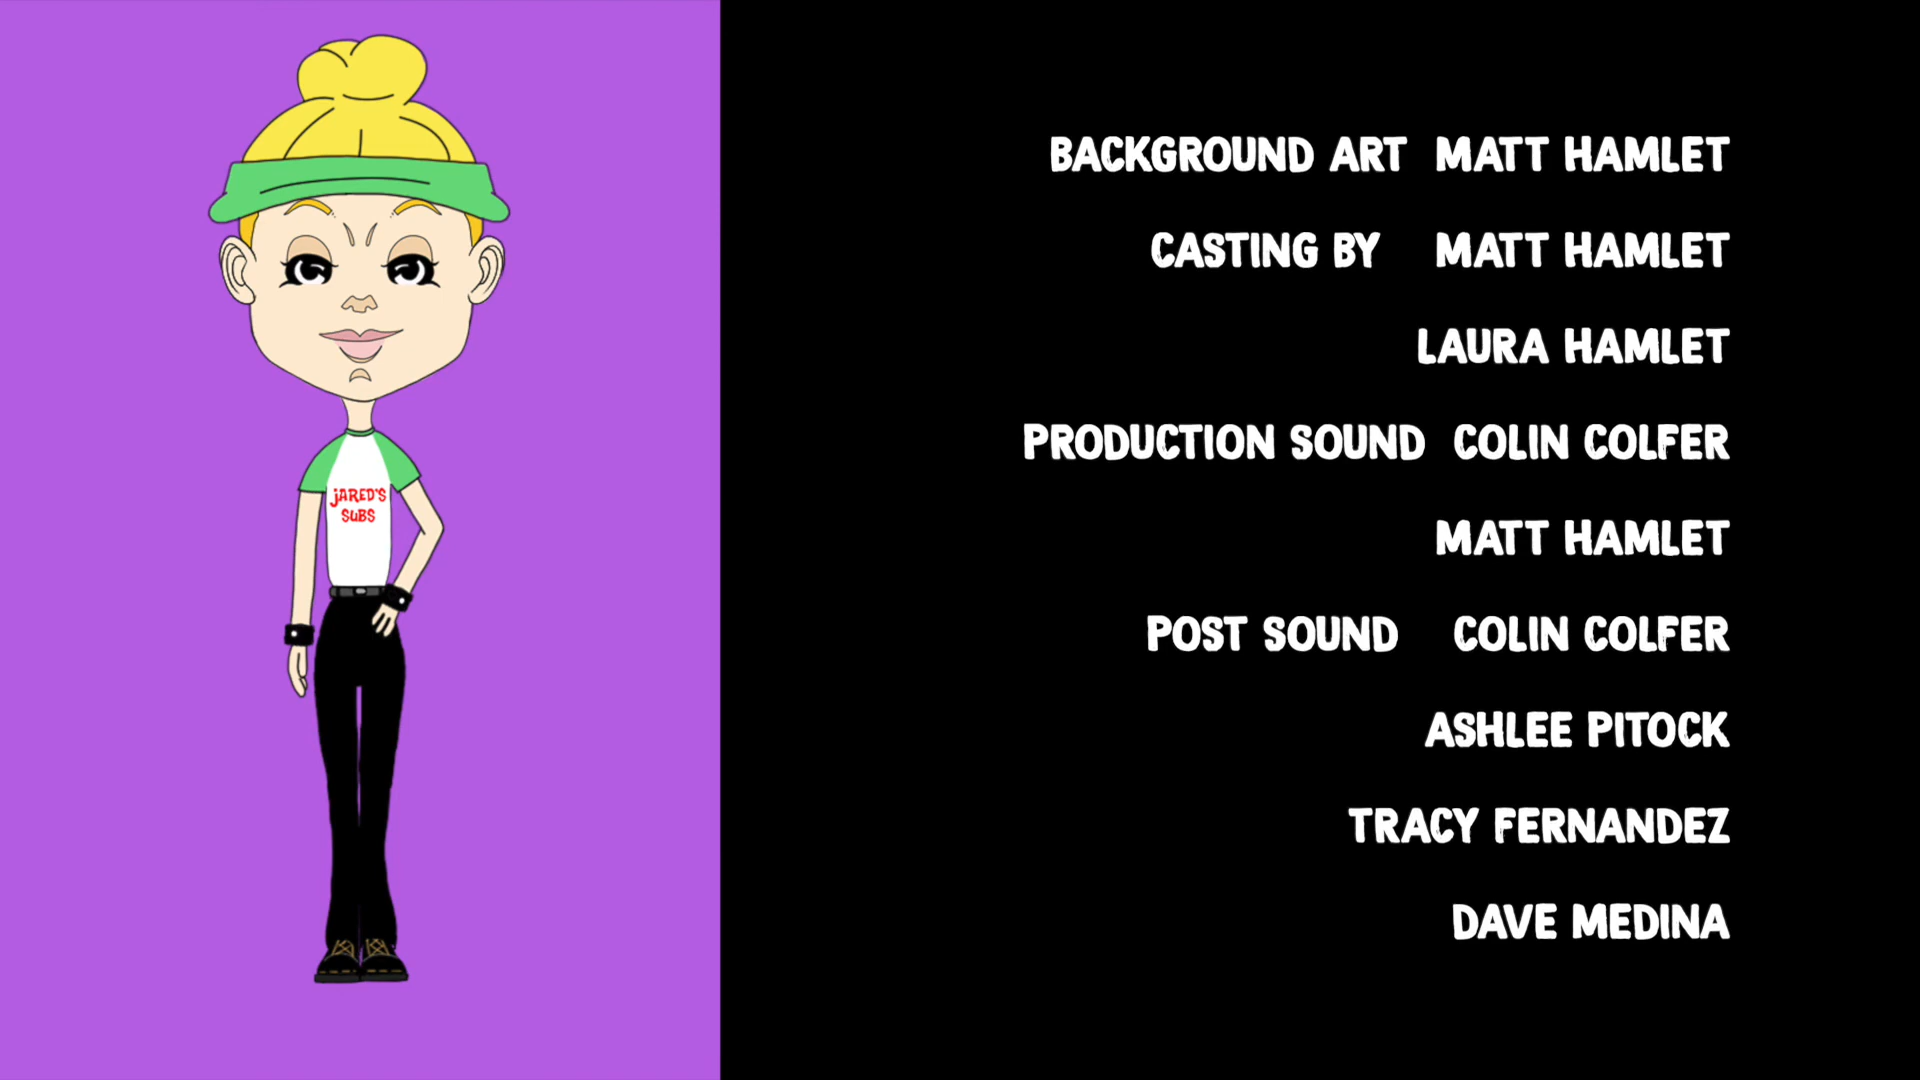 JARED'S
SUBS
BACKGROUND ART MATT HAMLET
CASTING BY MATT HAMLET
LAURA HAMLET
PRODUCTION SOUND COLIN COLFER
MATT HAMLET
POST SOUND COLIN COLFER
ASHLEE PITOCK
TRACY FERNANDEZ
DAVE MEDINA